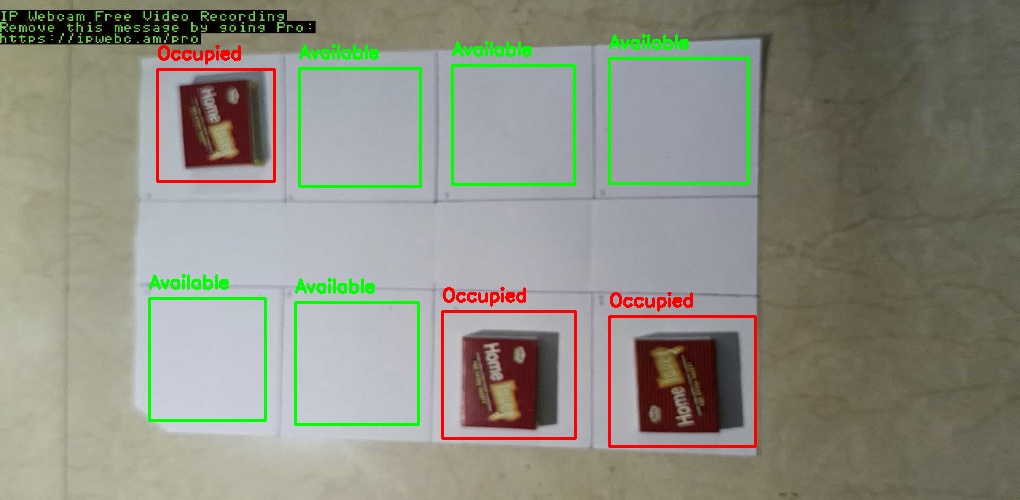 IP Webcam Free Video Recording
Remove this message by going Pro:
https://ipwebc.am/pro
Occupied
Available
Available
Available
Home
Available
Available
Occupied
Occupied
Home
Home